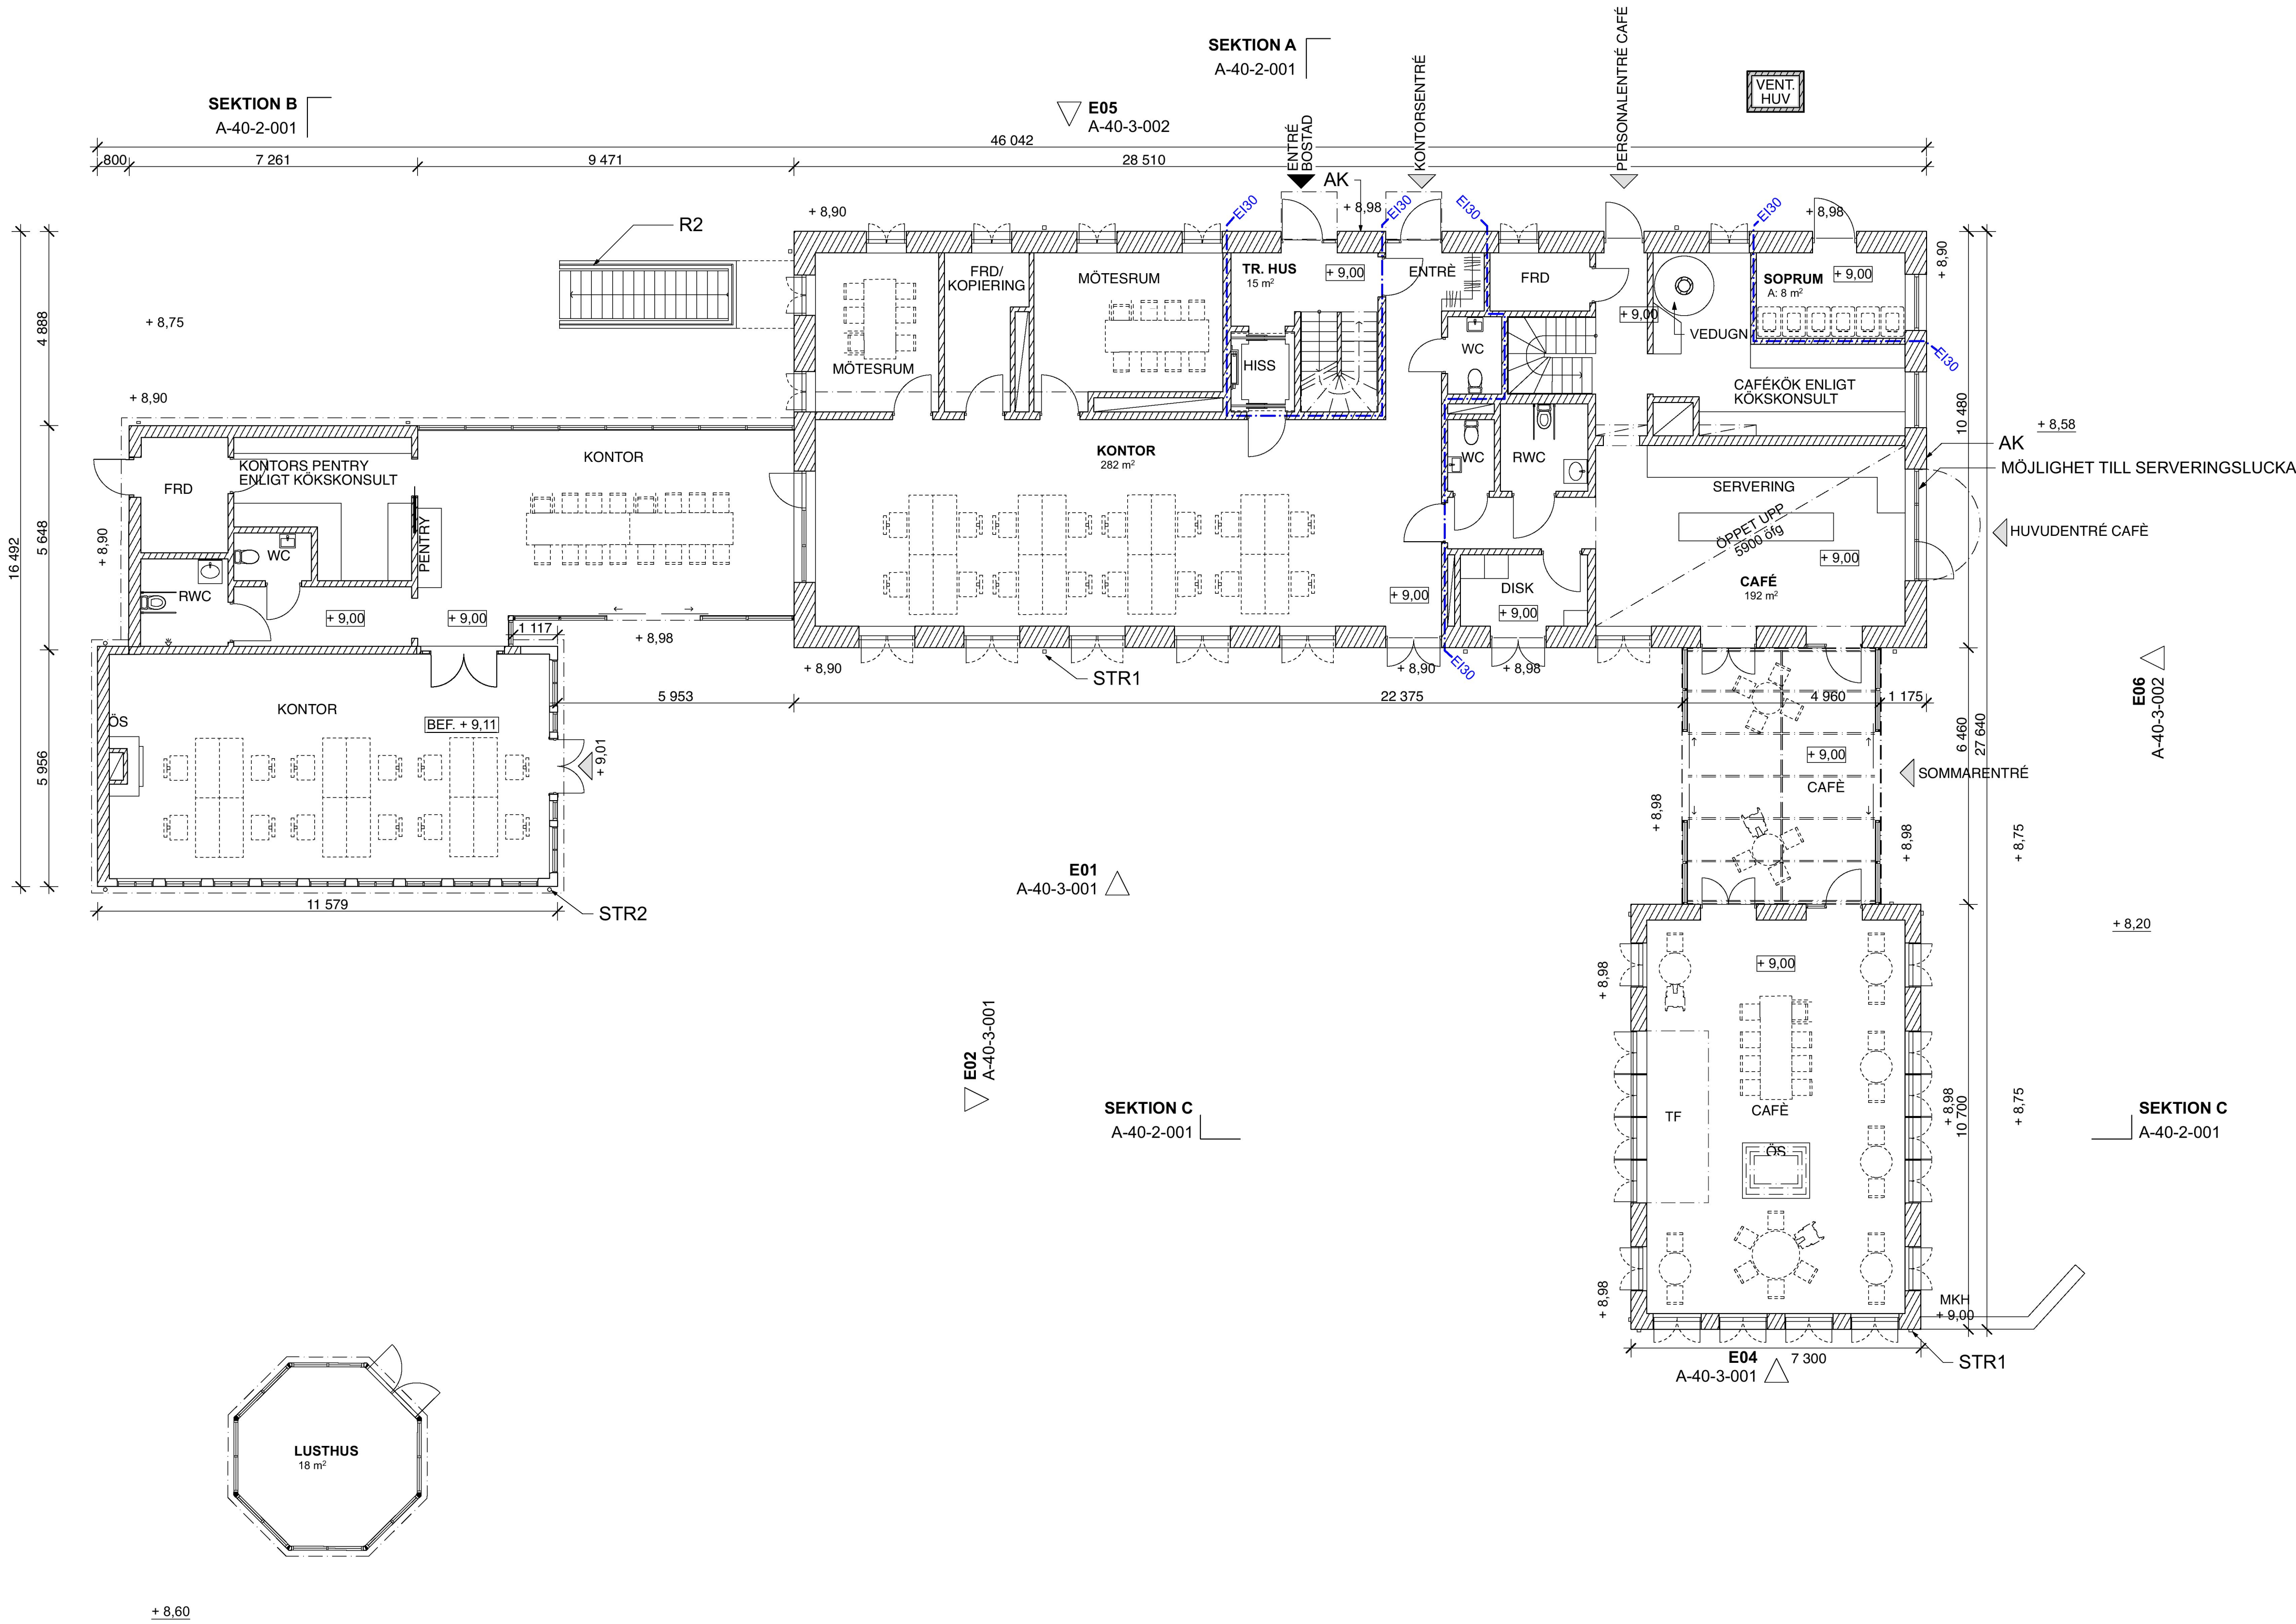 SEKTION A
A-40-2-001
SEKTION B
A-40-2-001
E05
A-40-3-002
ENTRÉ
BOSTAD
KONTORSENTRÉ
PERSONALENTRÉ CAFÉ
VENT.
HUV
46 042
800
7 261
9 471
28 510
AK
R2
+ 8,90
+ 8,98
+ 8,98
EI30
EI30
EI30
EI30
EI30
+ 8,90
+ 8,75
+ 8,90
+ 8,90
16 492
4 888
5 648
5 956
MÖTESRUM
FRD/
KOPIERING
MÖTESRUM
TR. HUS
15 m²
+ 9,00
HISS
ENTRÈ
FRD
WC
+ 9,00
VEDUGN
SOPRUM
A: 8 m²
+ 9,00
CAFÉKÖK ENLIGT
KÖKSKONSULT
10 480
+ 8,58
AK
MÖJLIGHET TILL SERVERINGSLUCKA
HUVUDENTRÉ CAFÈ
FRD
KONTORS PENTRY
ENLIGT KÖKSKONSULT
WC
RWC
PENTRY
KONTOR
+ 9,00
+ 9,00
1 117
+ 8,98
KONTOR
282 m²
WC
RWC
SERVERING
ÖPPET UPP
5900 öfg
+ 9,00
CAFÉ
192 m²
DISK
+ 9,00
+ 9,00
+ 8,90
+ 8,90
+ 8,98
EI30
STR1
5 953
22 375
4 960
1 175
KONTOR
ÖS
BEF. + 9,11
+ 9,01
11 579
STR2
+ 9,00
CAFÈ
SOMMARENTRÉ
6 460
27 640
E06
A-40-3-002
+ 8,98
+ 8,98
+ 8,75
+ 8,20
E01
A-40-3-001
E02
A-40-3-001
SEKTION C
A-40-2-001
+ 8,98
+ 9,00
TF
CAFÈ
ÖS
+ 8,98
10 700
+ 8,75
SEKTION C
A-40-2-001
+ 8,98
MKH
+ 9,00
7 300
E04
A-40-3-001
STR1
LUSTHUS
18 m²
+ 8,60